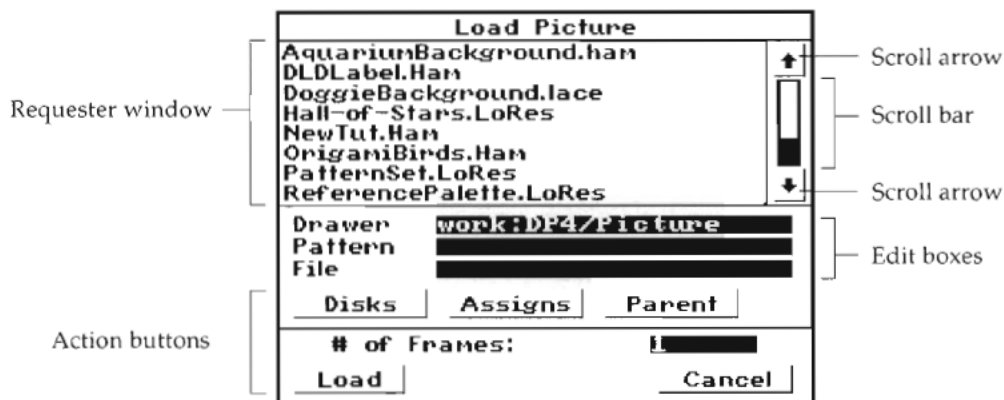 Load Picture
AquariumBackground.ham
DLDLabel.Ham
DoggieBackground.lace
Hall-of-Stars.LoRes
NewTut.Ham
OrigamiBirds.Ham
PatternSet.LoRes
ReferencePalette.LoRes
Requester window
Scroll arrow
Scroll bar
Scroll arrow
Drawer work:DP4/Picture
Pattern
File
Edit boxes
Disks Assigns Parent
Action buttons
# of Frames: 1
Load Cancel